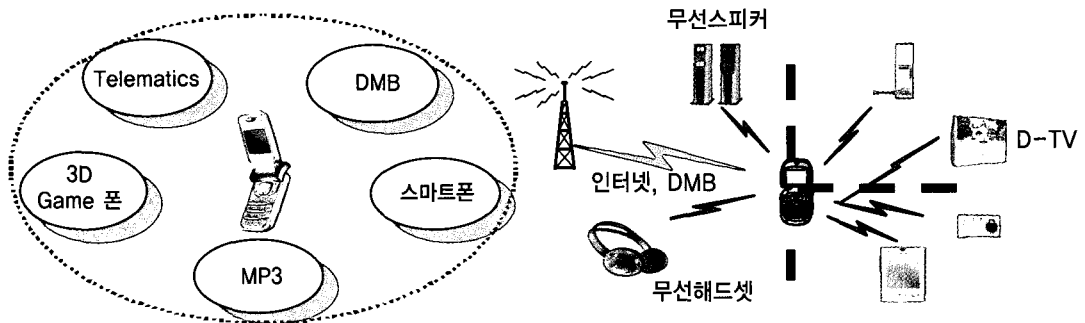 Telematics
DMB
3D
Game 폰
스마트폰
MP3
무선스피커
D-TV
인터넷, DMB
무선해드셋